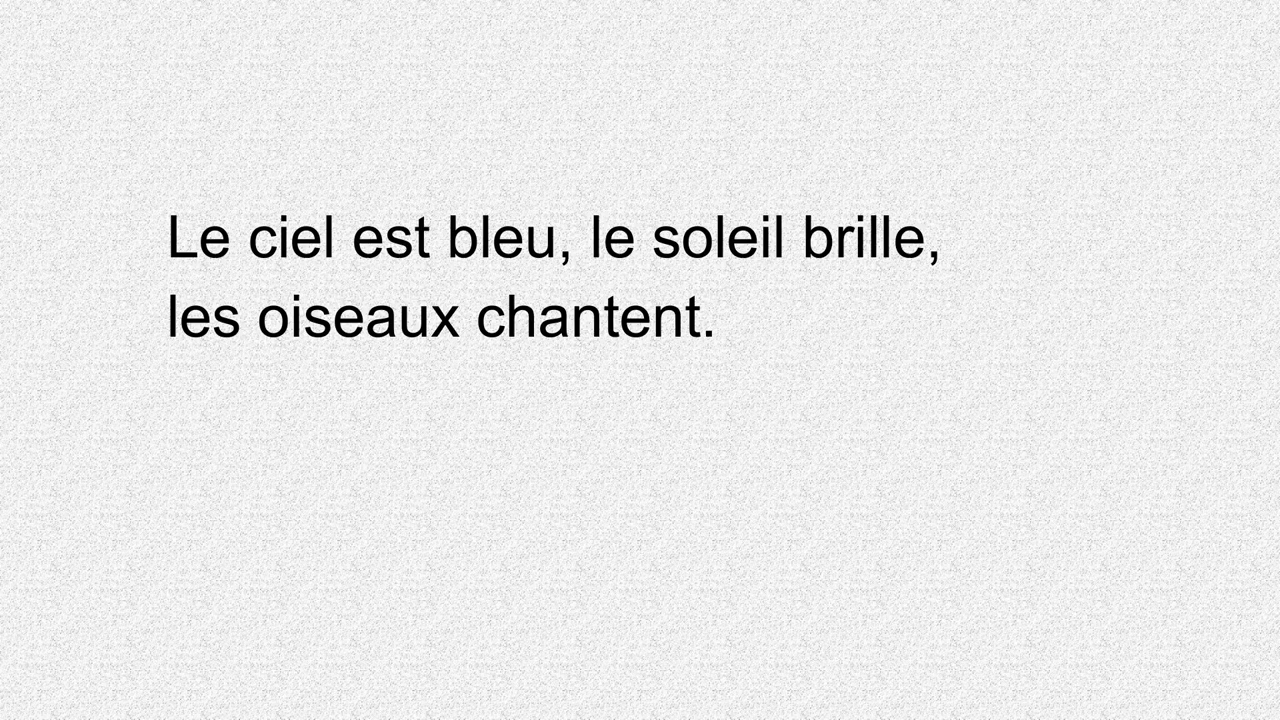 Le ciel est bleu, le soleil brille,
les oiseaux chantent.